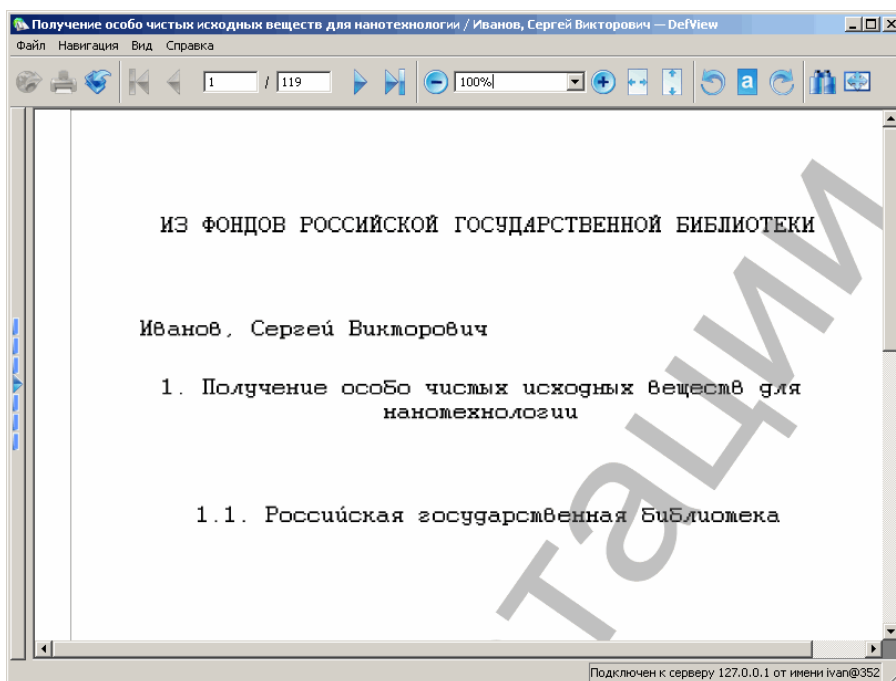 Получение особо чистых исходных веществ для нанотехнологии / Иванов, Сергей Викторович — DefView
Файл Навигация Вид Справка
1 / 119 100% a
ИЗ ФОНДОВ РОССИЙСКОЙ ГОСУДАРСТВЕННОЙ БИБЛИОТЕКИ
Иванов, Сергей Викторович
1. Получение особо чистых исходных веществ для
нанотехнологии
1.1. Российская государственная библиотека
тации
Подключен к серверу 127.0.0.1 от имени ivan@352